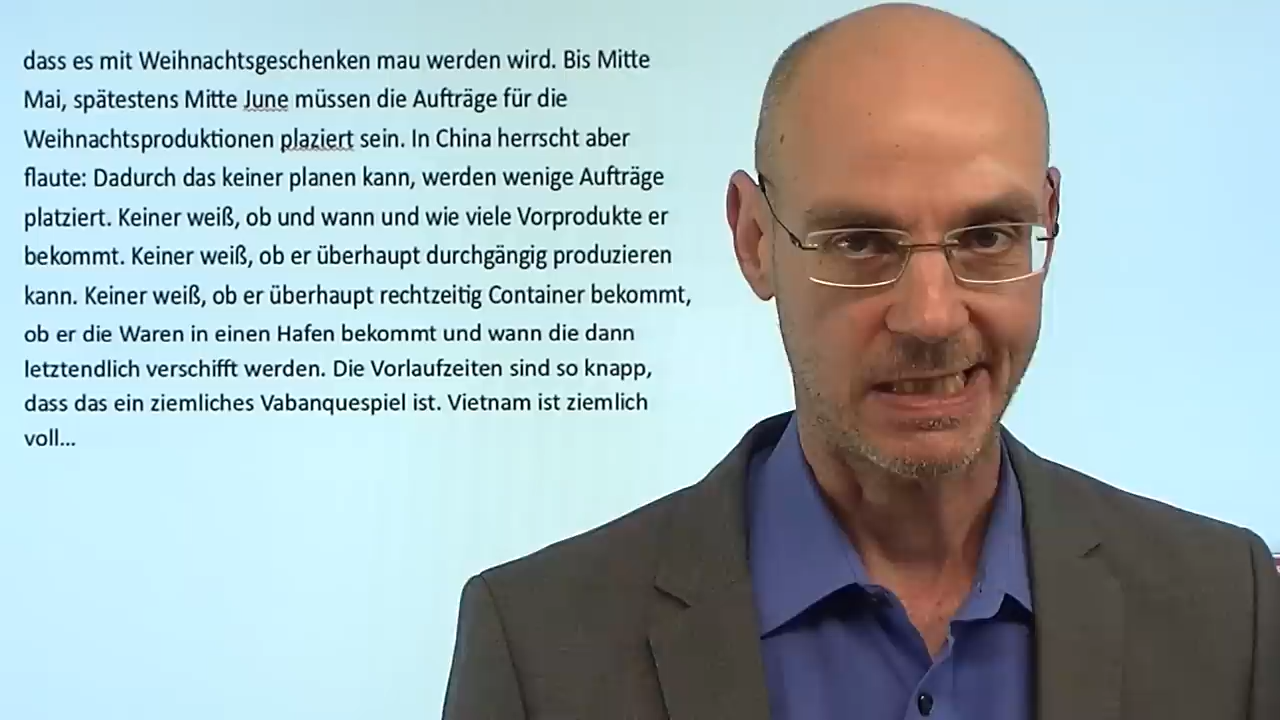 dass es mit Weihnachtsgeschenken mau werden wird. Bis Mitte
Mai, spätestens Mitte June müssen die Aufträge für die
Weihnachtsproduktionen plaziert sein. In China herrscht aber
flaute: Dadurch das keiner planen kann, werden wenige Aufträge
platziert. Keiner weiß, ob und wann und wie viele Vorprodukte er
bekommt. Keiner weiß, ob er überhaupt durchgängig produzieren
kann. Keiner weiß, ob er überhaupt rechtzeitig Container bekommt,
ob er die Waren in einen Hafen bekommt und wann die dann
letztendlich verschifft werden. Die Vorlaufzeiten sind so knapp,
dass das ein ziemliches Vabanquespiel ist. Vietnam ist ziemlich
voll...